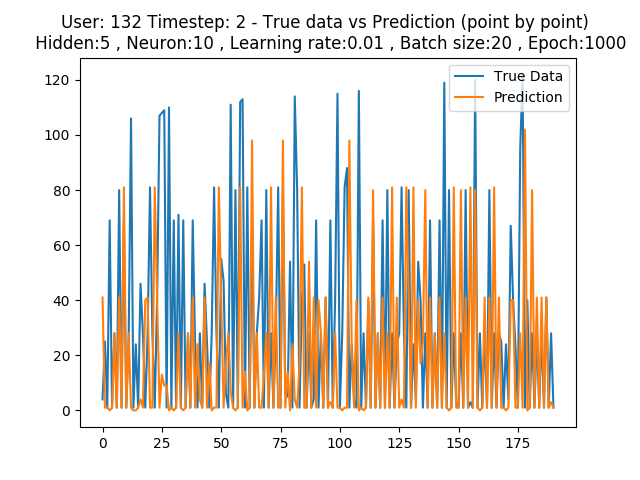 User: 132 Timestep: 2 - True data vs Prediction (point by point)
Hidden:5 , Neuron:10 , Learning rate:0.01 , Batch size:20 , Epoch:1000
True Data
Prediction
120
100
80
60
40
20
0
0 25 50 75 100 125 150 175